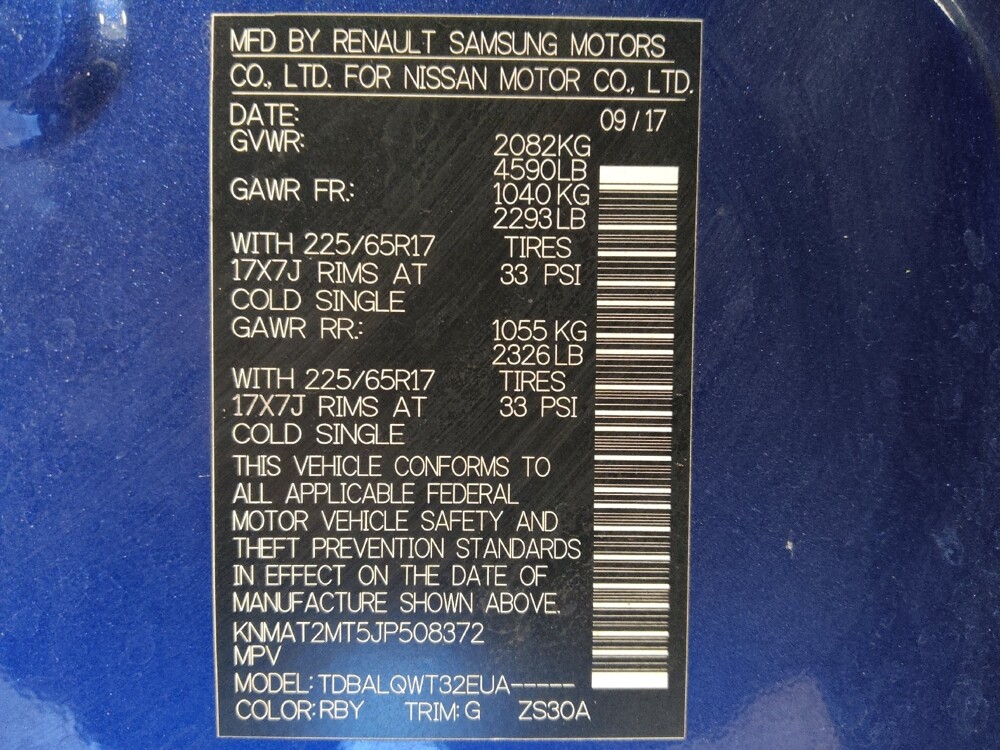 MFD BY RENAULT SAMSUNG MOTORS
CO., LTD. FOR NISSAN MOTOR CO., LTD.
DATE: 09/17
GVWR: 2082KG
4590LB
GAWR FR.: 1040 KG
2293LB
WITH 225/65R17 TIRES
17X7J RIMS AT 33 PSI
COLD SINGLE
GAWR RR.: 1055 KG
2326LB
WITH 225/65R17 TIRES
17X7J RIMS AT 33 PSI
COLD SINGLE
THIS VEHICLE CONFORMS TO
ALL APPLICABLE FEDERAL
MOTOR VEHICLE SAFETY AND
THEFT PREVENTION STANDARDS
IN EFFECT ON THE DATE OF
MANUFACTURE SHOWN ABOVE.
KNMAT2MT5JP508372
MPV
MODEL:TDBALQWT32EUA-----
COLOR:RBY TRIM:G ZS30A